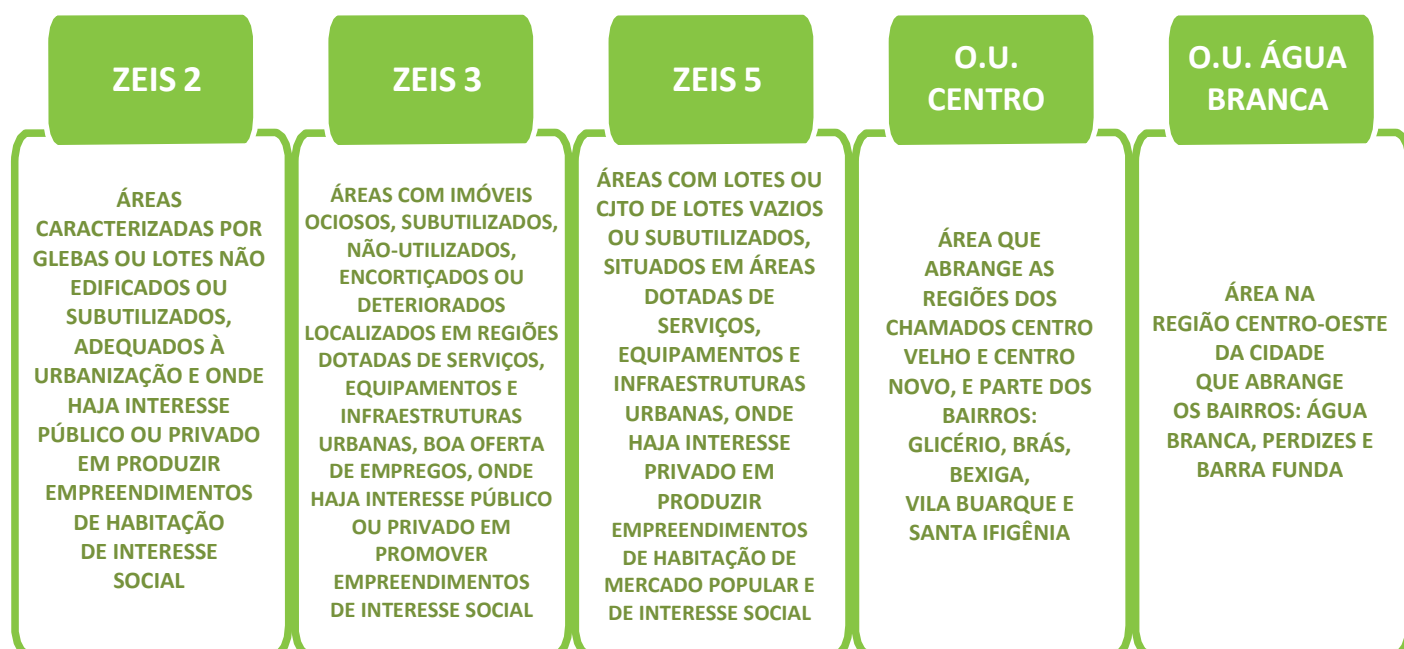 ZEIS 2
ÁREAS
CARACTERIZADAS POR
GLEBAS OU LOTES NÃO
EDIFICADOS OU
SUBUTILIZADOS,
ADEQUADOS À
URBANIZAÇÃO E ONDE
HAJA INTERESSE
PÚBLICO OU PRIVADO
EM PRODUZIR
EMPREENDIMENTOS
DE HABITAÇÃO
DE INTERESSE
SOCIAL
ZEIS 3
ÁREAS COM IMÓVEIS
OCIOSOS, SUBUTILIZADOS,
NÃO-UTILIZADOS,
ENCORTIÇADOS OU
DETERIORADOS
LOCALIZADOS EM REGIÕES
DOTADAS DE SERVIÇOS,
EQUIPAMENTOS E
INFRAESTRUTURAS
URBANAS, BOA OFERTA
DE EMPREGOS, ONDE
HAJA INTERESSE PÚBLICO
OU PRIVADO EM
PROMOVER
EMPREENDIMENTOS
DE INTERESSE SOCIAL
ZEIS 5
ÁREAS COM LOTES OU
CJTO DE LOTES VAZIOS
OU SUBUTILIZADOS,
SITUADOS EM ÁREAS
DOTADAS DE
SERVIÇOS,
EQUIPAMENTOS E
INFRAESTRUTURAS
URBANAS, ONDE
HAJA INTERESSE
PRIVADO EM
PRODUZIR
EMPREENDIMENTOS
DE HABITAÇÃO DE
MERCADO POPULAR E
DE INTERESSE SOCIAL
O.U.
CENTRO
ÁREA QUE
ABRANGE AS
REGIÕES DOS
CHAMADOS CENTRO
VELHO E CENTRO
NOVO, E PARTE DOS
BAIRROS:
GLICÉRIO, BRÁS,
BEXIGA,
VILA BUARQUE E
SANTA IFIGÊNIA
O.U. ÁGUA
BRANCA
ÁREA NA
REGIÃO CENTRO-OESTE
DA CIDADE
QUE ABRANGE
OS BAIRROS: ÁGUA
BRANCA, PERDIZES E
BARRA FUNDA